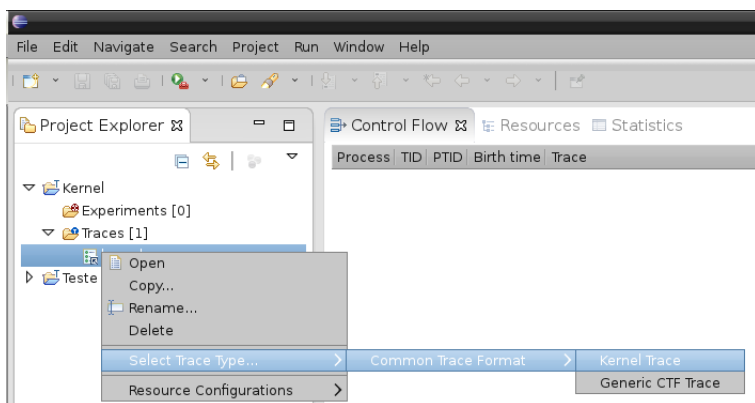 File Edit Navigate Search Project Run Window Help
Project Explorer
Control Flow Resources Statistics
Process TID PTID Birth time Trace
Kernel
Experiments [0]
Traces [1]
Teste
Open
Copy...
Rename...
Delete
Select Trace Type... Common Trace Format Kernel Trace
Resource Configurations Generic CTF Trace